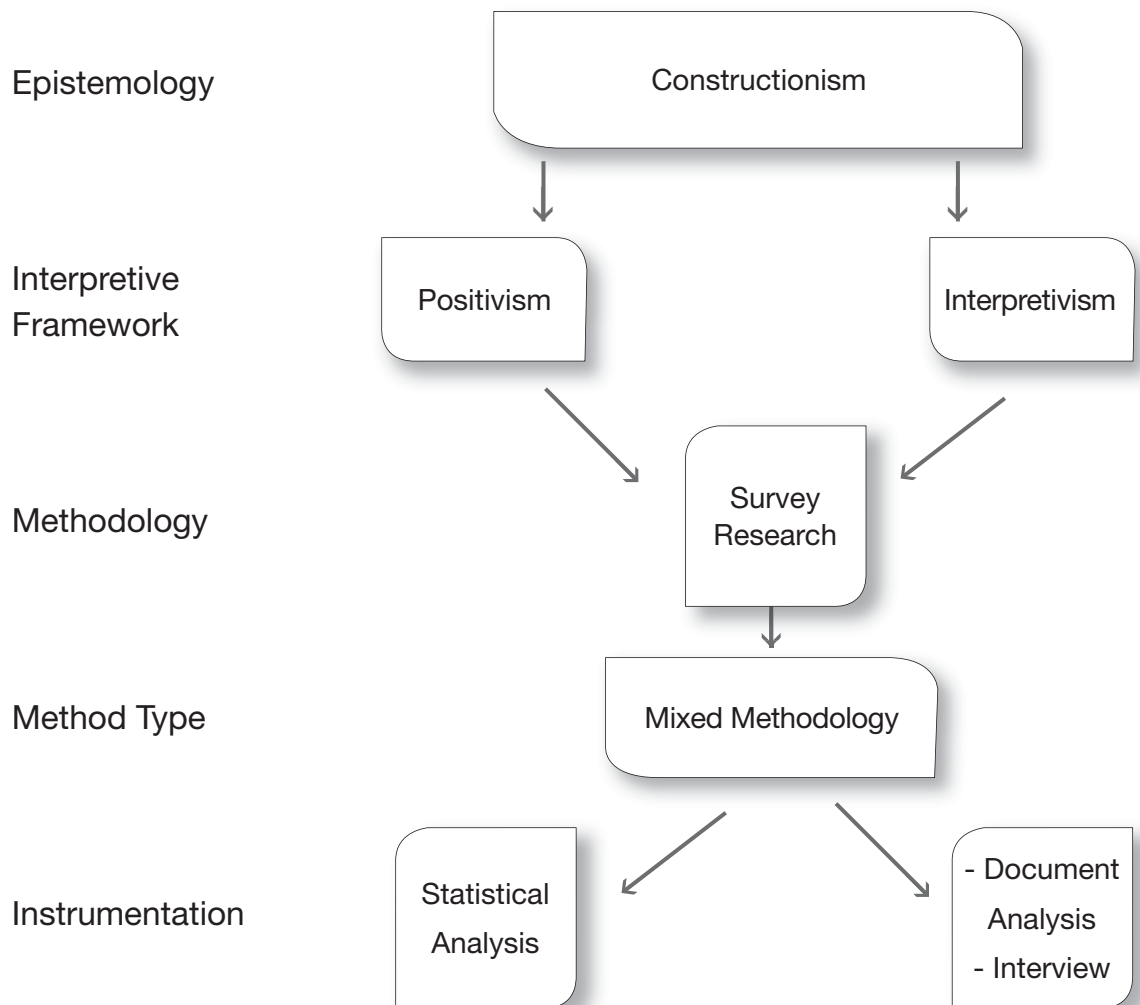 Epistemology
Constructionism
Interpretive
Framework
Positivism
Interpretivism
Methodology
Survey
Research
Method Type
Mixed Methodology
Instrumentation
Statistical
Analysis
- Document
Analysis
- Interview